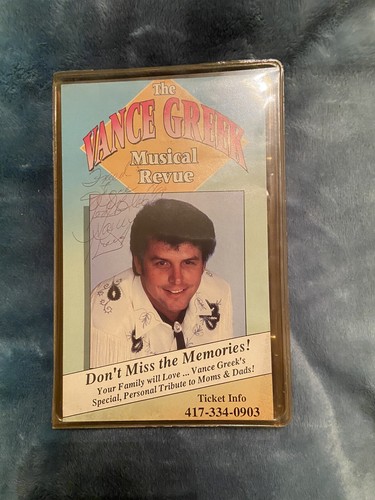 The
VANCE GREEK
Musical
Revue
Don't Miss the Memories!
Your Family will Love ... Vance Greek's
Special, Personal Tribute to Moms & Dads!
Ticket Info
417-334-0903